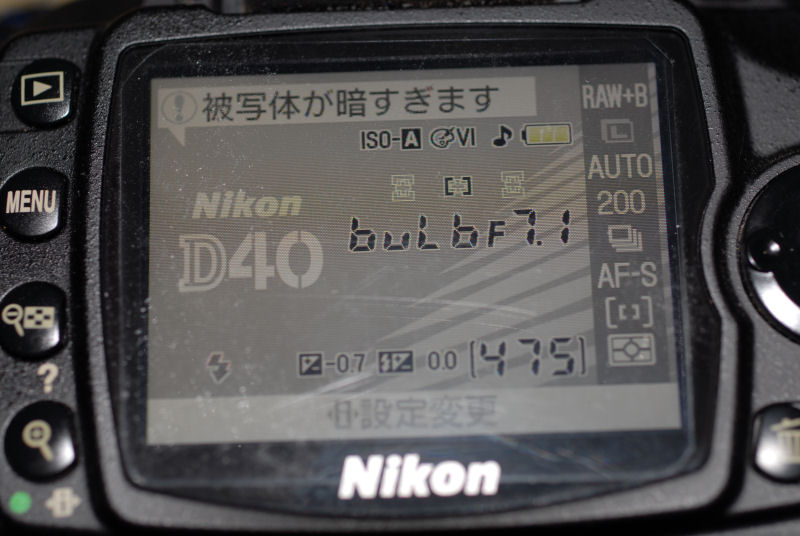 被写体が暗すぎます
RAW+B
ISO-A VI
L
AUTO
Nikon
D40
200
buLb F7.1
AF-S
-0.7 0.0 [475]
設定変更
MENU
?
Nikon